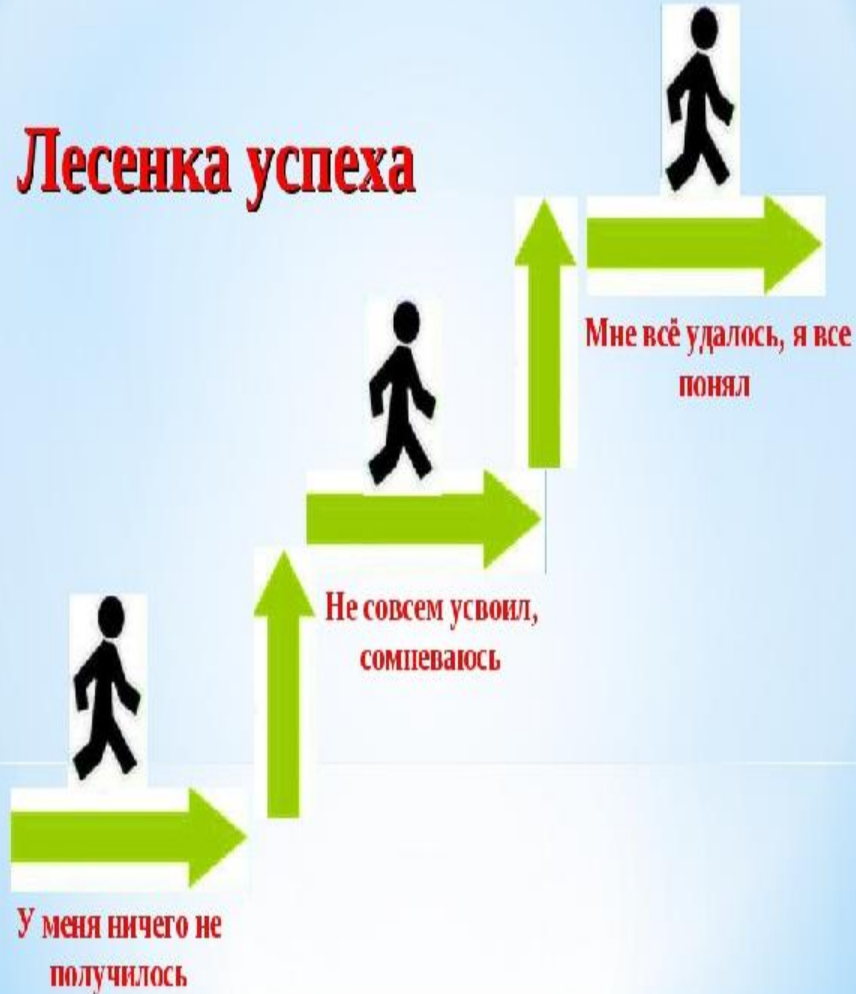 Лесенка успеха
Мне всё удалось, я все
понял
Не совсем усвоил,
сомневаюсь
У меня ничего не
получилось